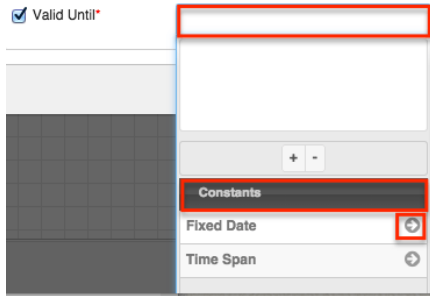 Valid Until*
+ -
Constants
Fixed Date
Time Span